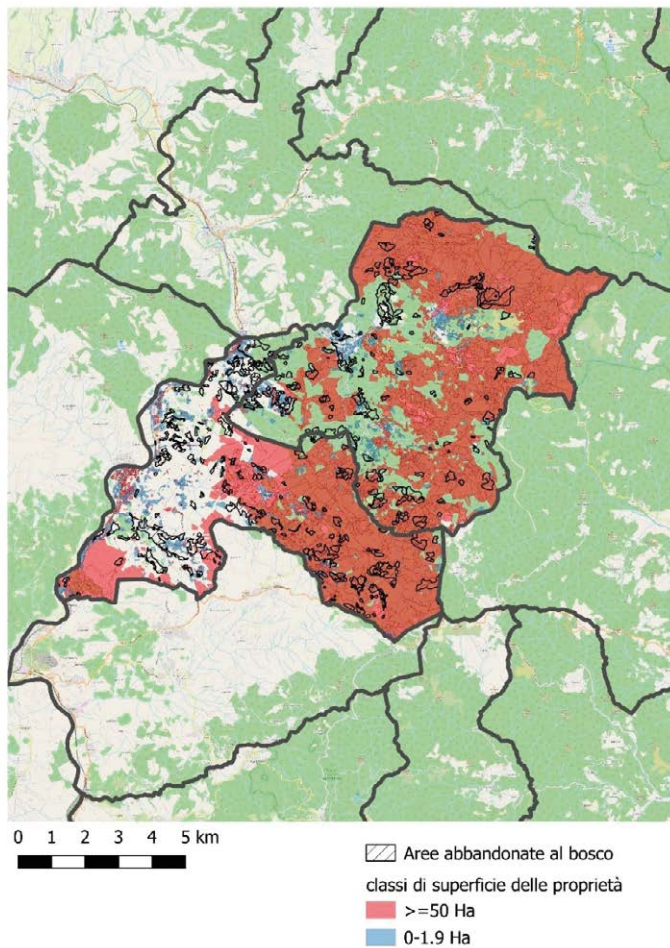 0 1 2 3 4 5 km
Aree abbandonate al bosco
classi di superficie delle proprietà
>=50 Ha
0-1.9 Ha